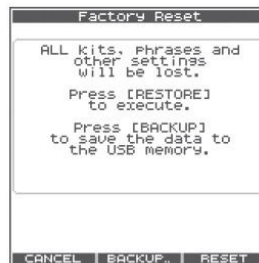 Factory Reset
ALL kits, phrases and
other settings
will be lost.
Press [RESTORE]
to execute.
Press [BACKUP]
to save the data to
the USB memory.
CANCEL BACKUP.. RESET